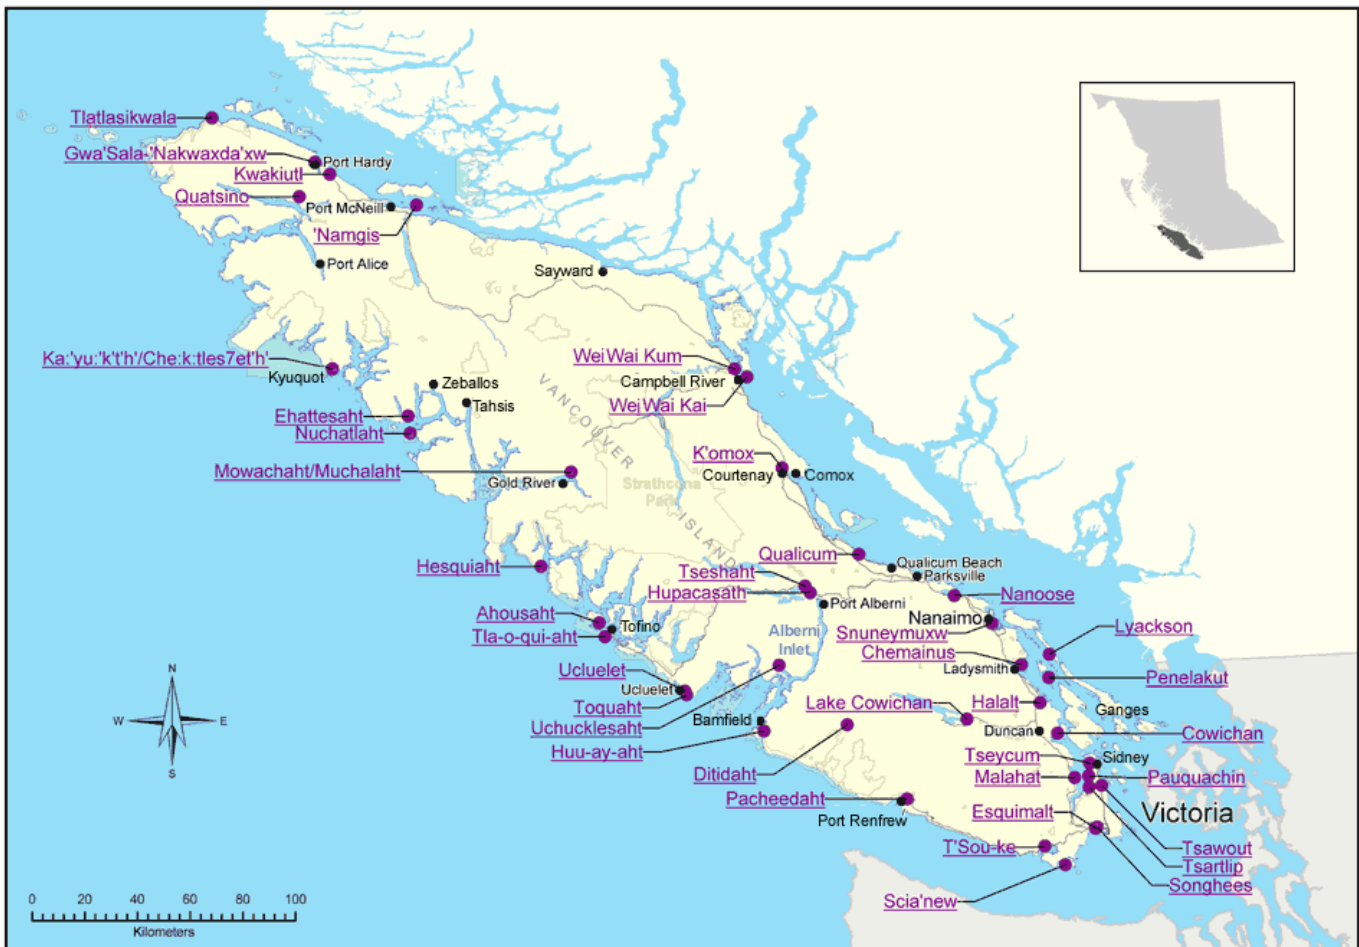 Tlatlasikwala
Gwa'Sala-'Nakwaxda'xw
Port Hardy
Kwakiutl
Quatsino
Port McNeill
'Namgis
Port Alice
Sayward
Ka:'yu:'k't'h'/Che:k:tles7et'h'
Kyuquot
Wei Wai Kum
Campbell River
Wei Wai Kai
Zeballos
Tahsis
Ehattesaht
Nuchatlaht
VANCOUVER
ISLAND
Mowachaht/Muchalaht
Gold River
Strathcona
Park
K'omox
Courtenay
Comox
Hesquiaht
Qualicum
Qualicum Beach
Parksville
Tseshaht
Hupacasath
Port Alberni
Nanoose
Ahousaht
Tofino
Tla-o-qui-aht
Alberni
Inlet
Nanaimo
Snuneymuxw
Lyackson
Chemainus
Ladysmith
Penelakut
Ucluelet
Ucluelet
Toquaht
Uchucklesaht
Bamfield
Huu-ay-aht
Lake Cowichan
Halalt
Ganges
Duncan
Cowichan
Ditidaht
Tseycum
Sidney
Malahat
Pauquachin
Pacheedaht
Port Renfrew
Esquimalt
Victoria
T'Sou-ke
Tsawout
Tsartlip
Songhees
Scia'new
N
W
E
S
0 20 40 60 80 100
Kilometers